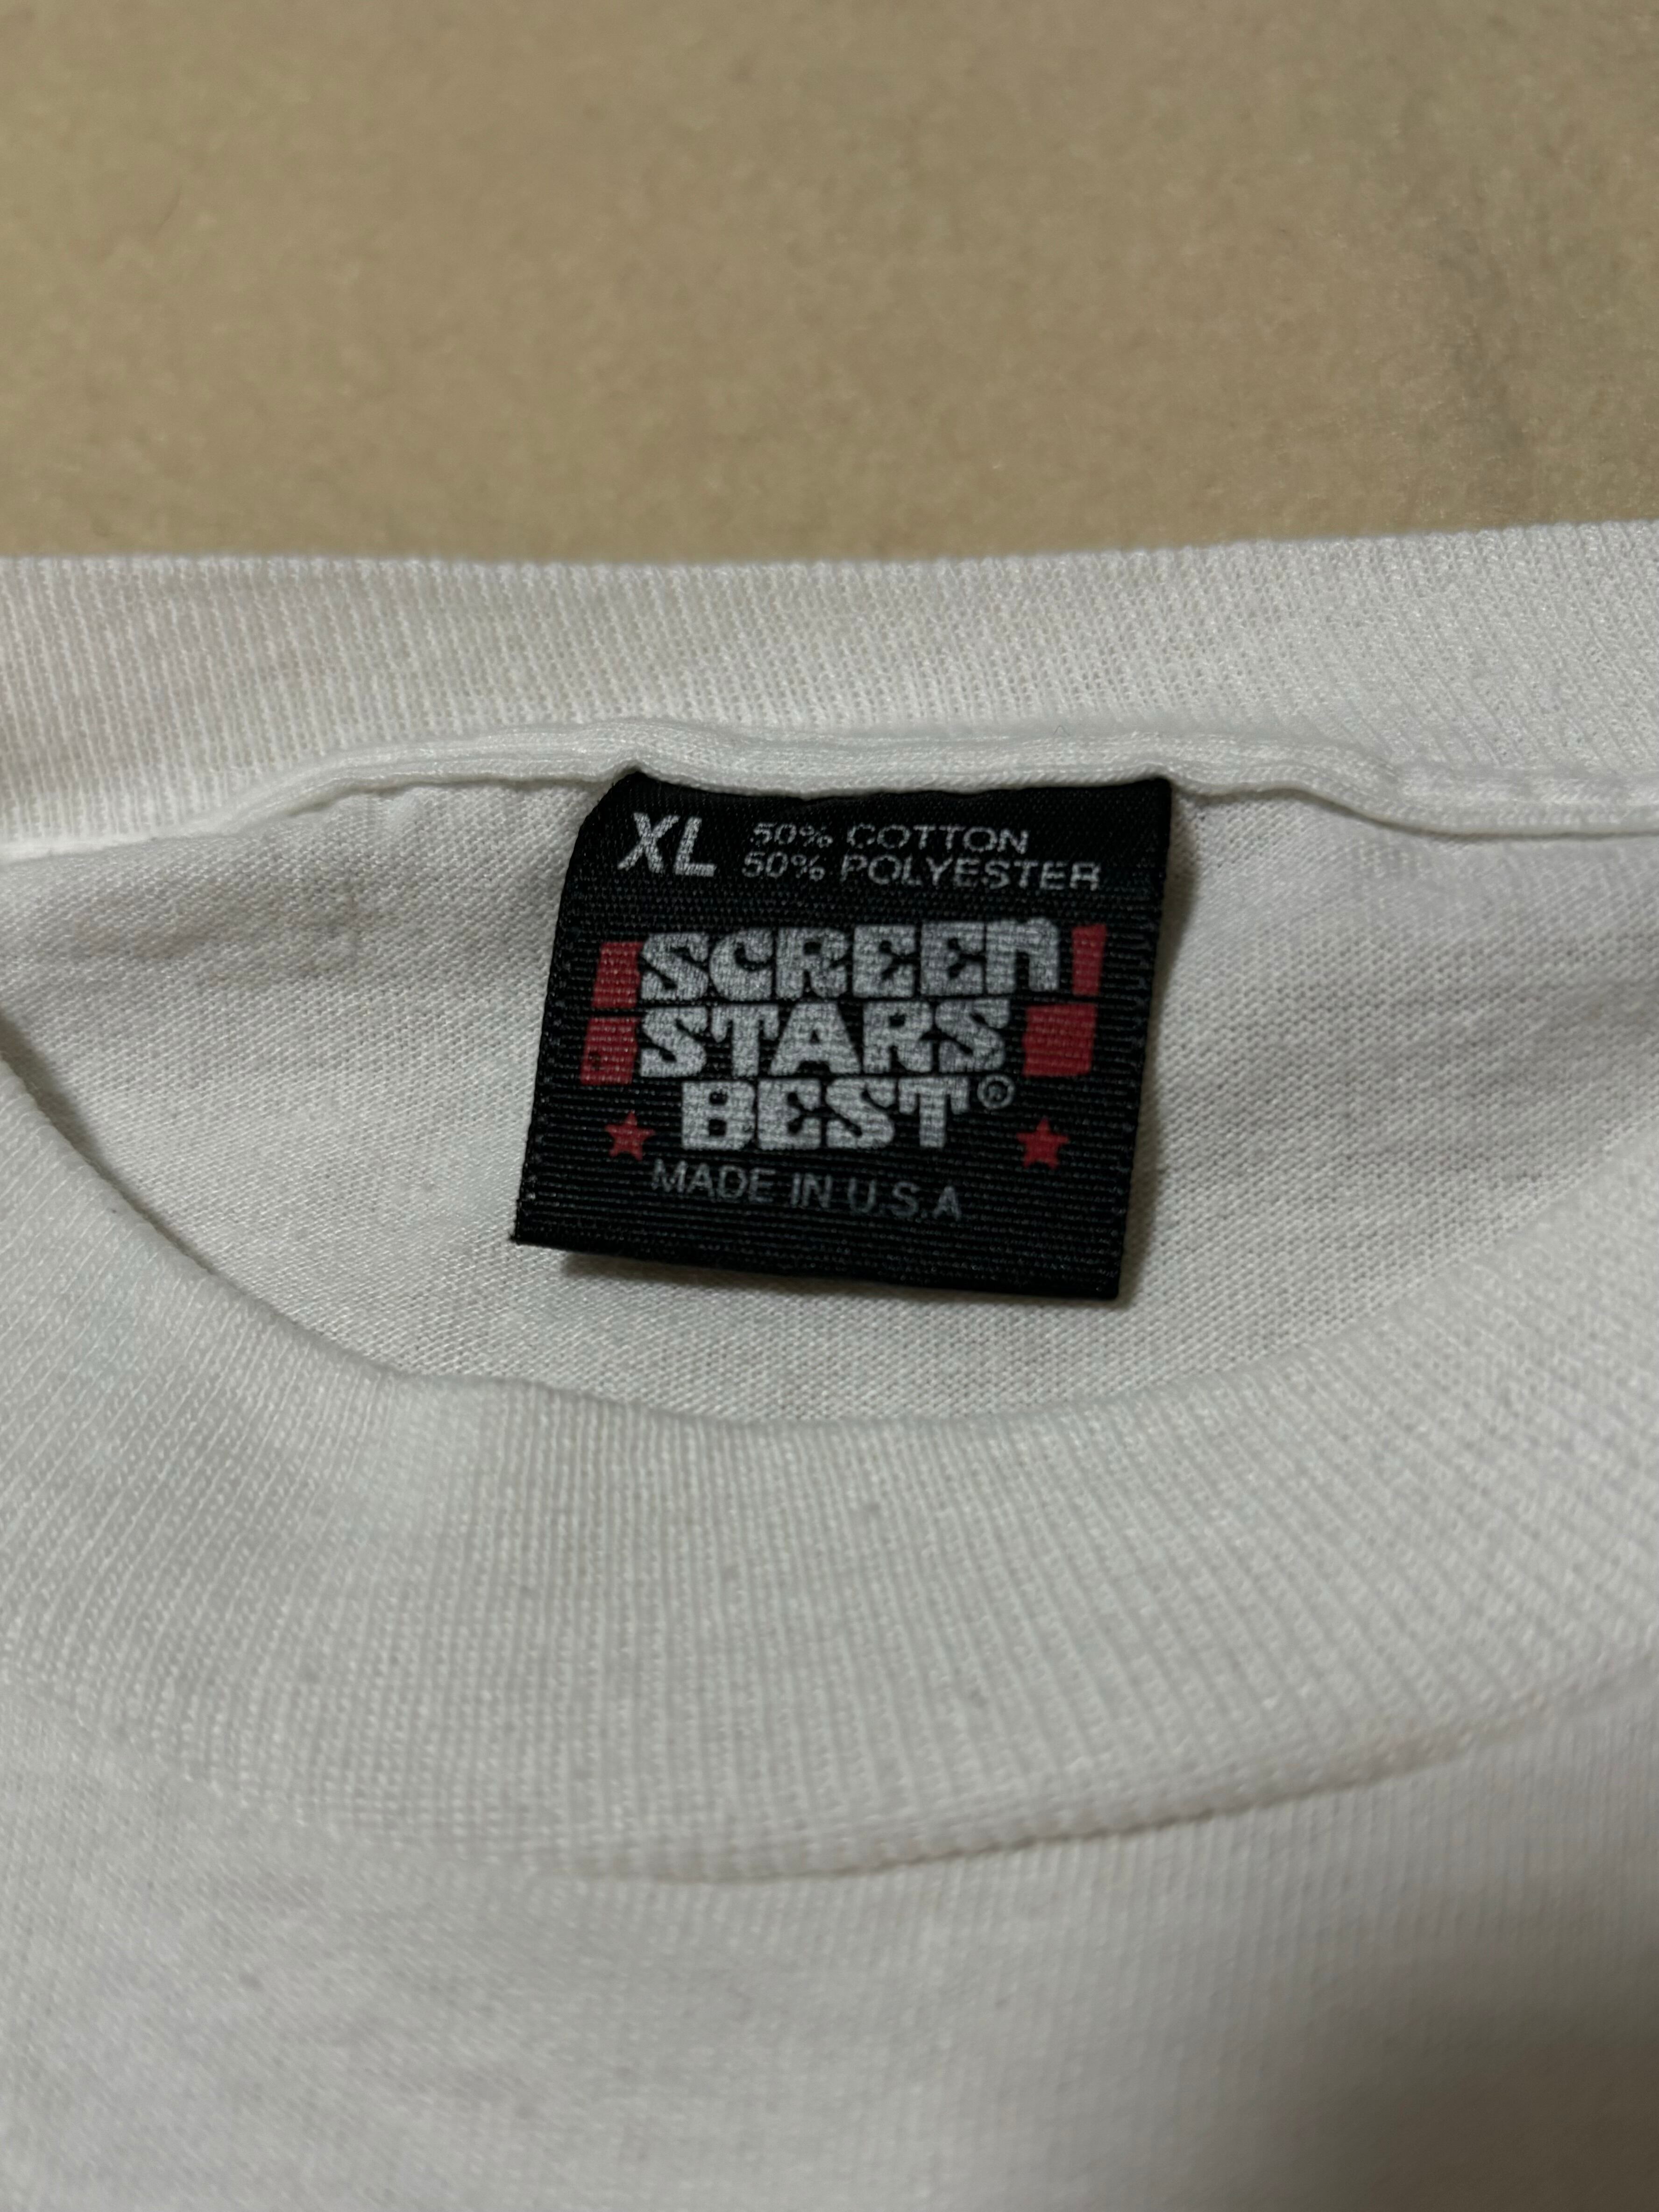 XL 50% COTTON
50% POLYESTER
SCREEN
STARS
BEST®
MADE IN U.S.A